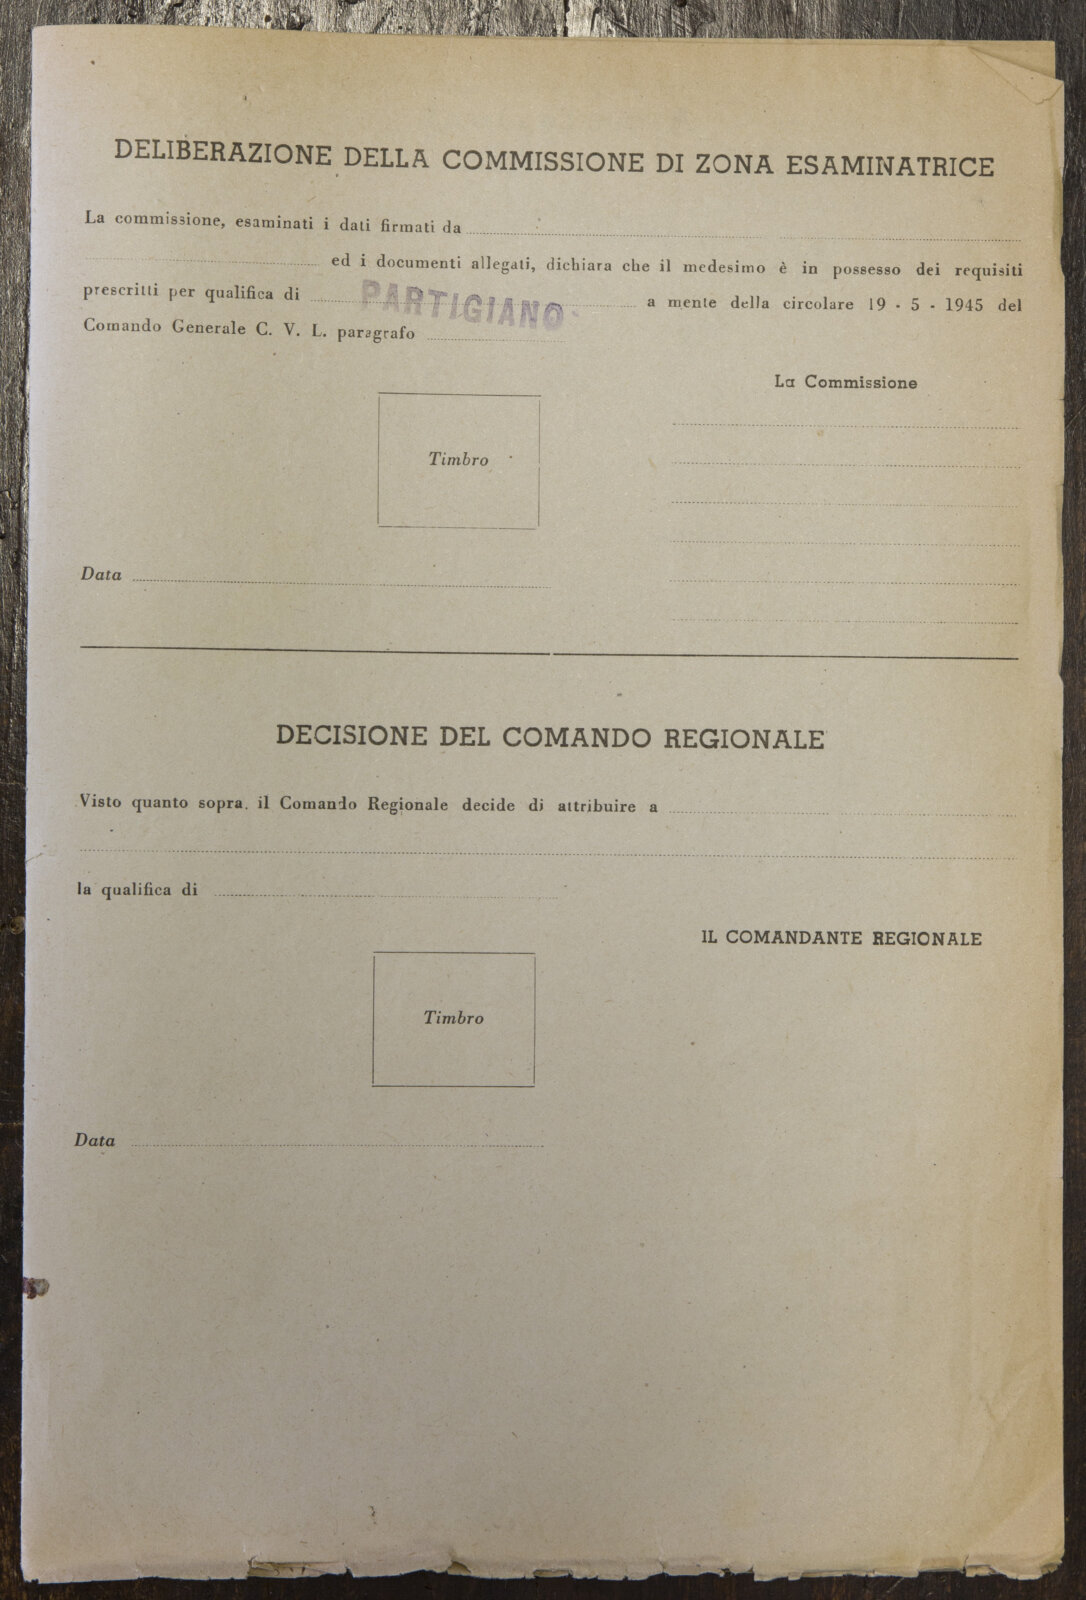 DELIBERAZIONE DELLA COMMISSIONE DI ZONA ESAMINATRICE
La commissione, esaminati i dati firmati da
ed i documenti allegati, dichiara che il medesimo è in possesso dei requisiti
prescritti per qualifica di PARTIGIANO a mente della circolare 19 - 5 - 1945 del
Comando Generale C. V. L. paragrafo
La Commissione
Timbro
Data
DECISIONE DEL COMANDO REGIONALE
Visto quanto sopra, il Comando Regionale decide di attribuire a
la qualifica di
IL COMANDANTE REGIONALE
Timbro
Data